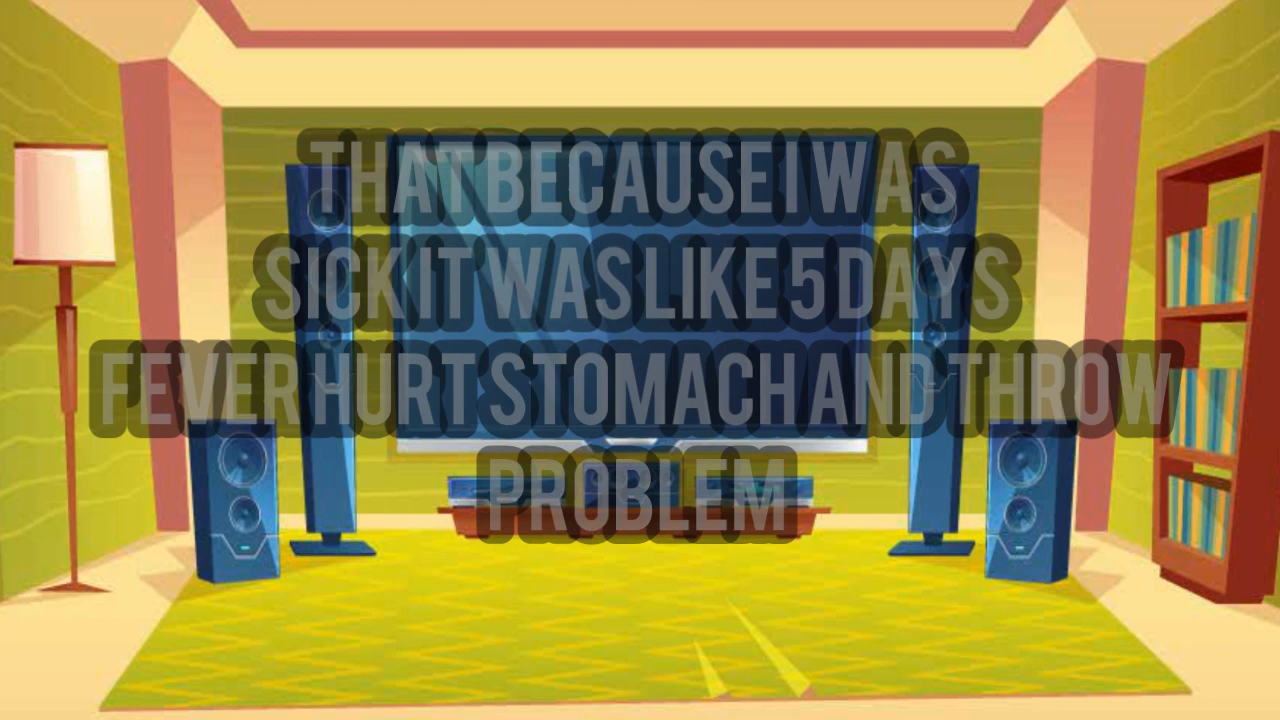 THAT BECAUSE I WAS
SICK IT WAS LIKE 5 DAYS
FEVER HURT STOMACH AND THROW
PROBLEM